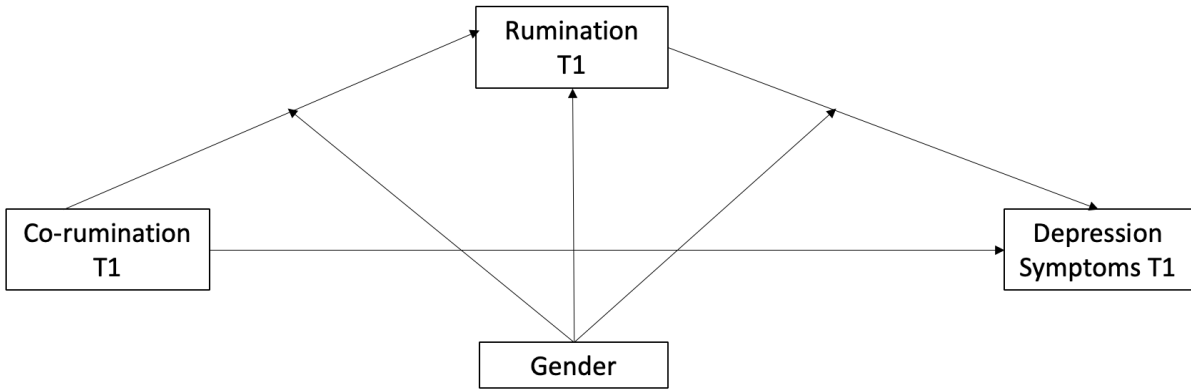 Rumination
T1
Co-rumination
T1
Depression
Symptoms T1
Gender